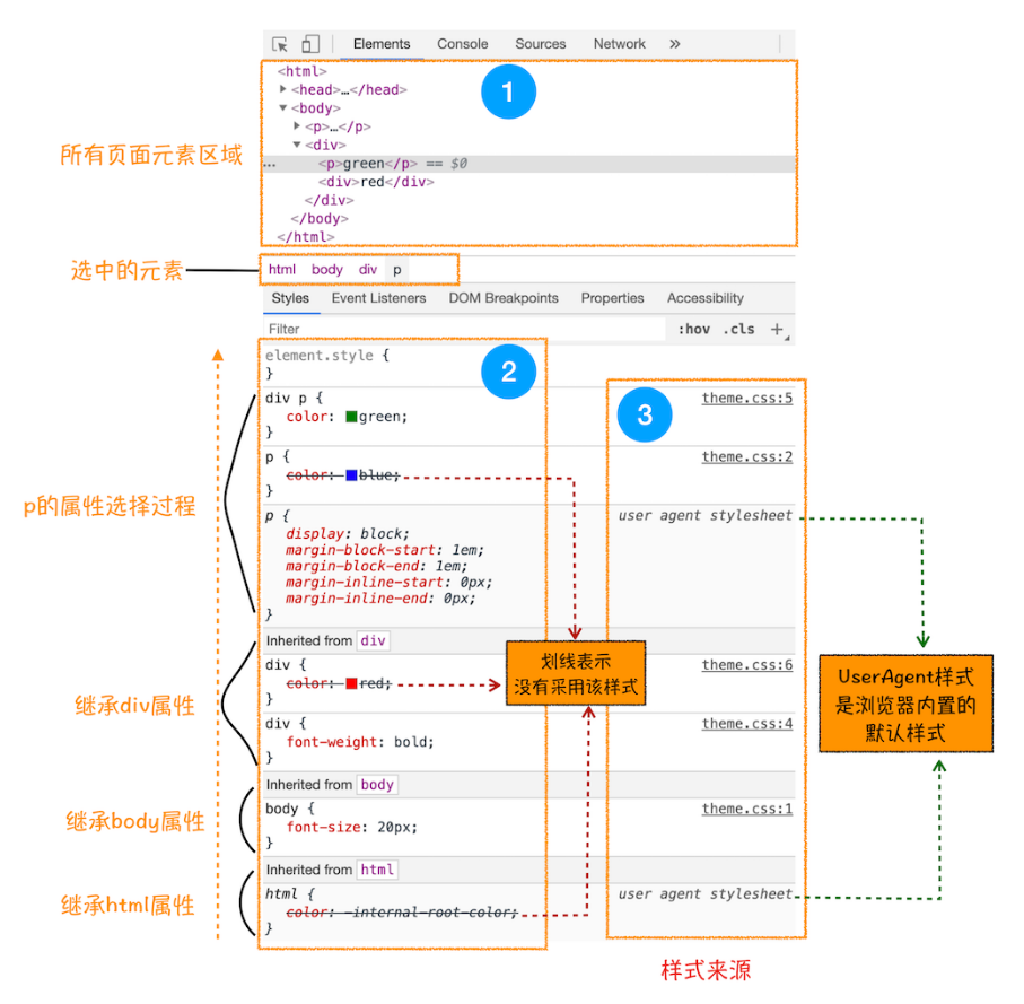 Elements Console Sources Network »
<html>
<head>…</head>
<body>
<p>…</p>
<div>
所有页面元素区域
… <p>green</p> == $0
<div>red</div>
</div>
</body>
</html>
1
选中的元素
html body div p
Styles Event Listeners DOM Breakpoints Properties Accessibility
Filter :hov .cls +
element.style {
}
2
div p { theme.css:5
color: green;
}
3
p { theme.css:2
color: blue;
}
p的属性选择过程
p { user agent stylesheet
display: block;
margin-block-start: 1em;
margin-block-end: 1em;
margin-inline-start: 0px;
margin-inline-end: 0px;
}
Inherited from div
div { theme.css:6
color: red;
}
划线表示
没有采用该样式
UserAgent样式
是浏览器内置的
默认样式
继承div属性
div { theme.css:4
font-weight: bold;
}
Inherited from body
继承body属性
body { theme.css:1
font-size: 20px;
}
Inherited from html
继承html属性
html { user agent stylesheet
color: -internal-root-color;
}
样式来源